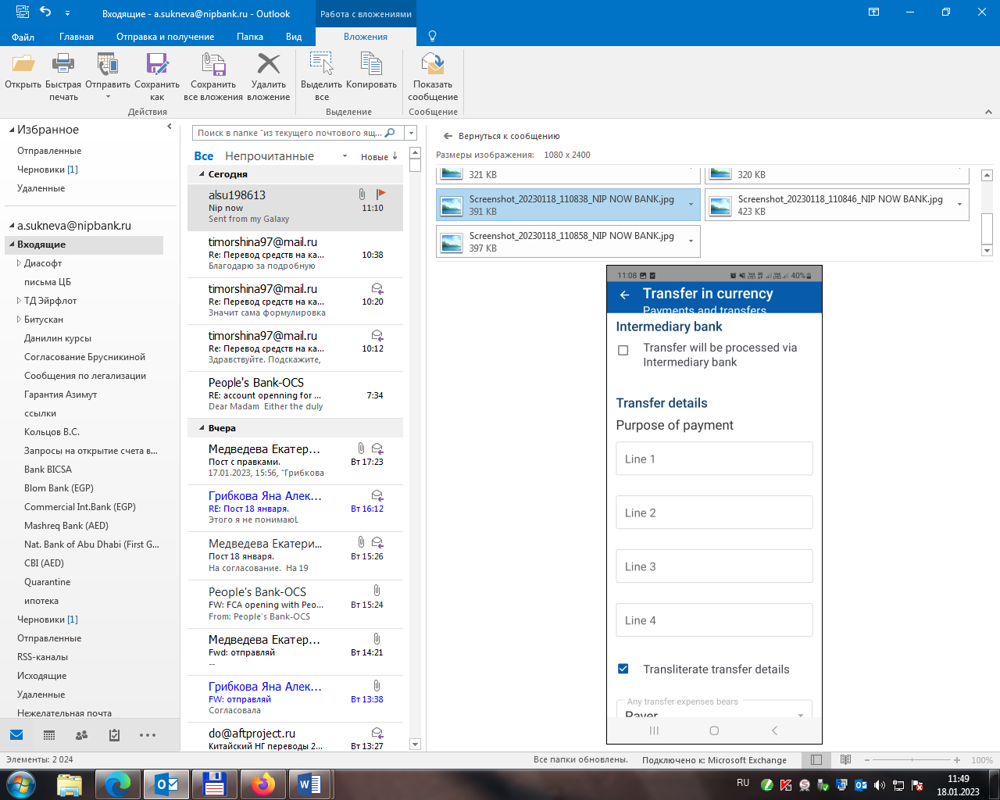 Входящие - a.sukneva@nipbank.ru - Outlook
Работа с вложениями
Файл
Главная
Отправка и получение
Папка
Вид
Вложения
Открыть
Быстрая печать
Отправить
Сохранить как
Сохранить все вложения
Удалить вложение
Выделить все
Копировать
Показать сообщение
Действия
Выделение
Сообщение
Избранное
Отправленные
Черновики [1]
Удаленные
a.sukneva@nipbank.ru
Входящие
Диасофт
письма ЦБ
ТД Эйрфлот
Битускан
Данилин курсы
Согласование Брусникиной
Сообщения по легализации
Гарантия Азимут
ссылки
Кольцов В.С.
Запросы на открытие счета в...
Bank BICSA
Blom Bank (EGP)
Commercial Int.Bank (EGP)
Mashreq Bank (AED)
Nat. Bank of Abu Dhabi (First G...
CBI (AED)
Quarantine
ипотека
Черновики [1]
Отправленные
RSS-каналы
Исходящие
Удаленные
Нежелательная почта
Поиск в папке "из текущего почтового ящ...
Все
Непрочитанные
Новые
Сегодня
alsu198613
Nip now 11:10
Sent from my Galaxy
timorshina97@mail.ru
Re: Перевод средств на ка... 10:38
Благодарю за подробную
timorshina97@mail.ru
Re: Перевод средств на ка... 10:20
Значит сама формулировка
timorshina97@mail.ru
Re: Перевод средств на ка... 10:12
Здравствуйте. Подскажите,
People's Bank-OCS
RE: account openning for ... 7:34
Dear Madam Either the duly
Вчера
Медведева Екатер...
Пост с правками. Вт 17:23
17.01.2023, 15:56, "Грибкова
Грибкова Яна Алек...
RE: Пост 18 января. Вт 16:12
Этого я не понимаюL
Медведева Екатери...
Пост 18 января. Вт 15:26
На согласование. На 19
People's Bank-OCS
FW: FCA opening with Peo... Вт 15:24
From: People's Bank-OCS
Медведева Екатер...
Fwd: отправляй Вт 14:21
--
Грибкова Яна Алек...
FW: отправляй Вт 13:38
Согласовала
do@aftproject.ru
Китайский НГ переводы 2... Вт 13:27
Вернуться к сообщению
Размеры изображения: 1080 x 2400
321 KB
320 KB
Screenshot_20230118_110838_NIP NOW BANK.jpg
391 KB
Screenshot_20230118_110846_NIP NOW BANK.jpg
423 KB
Screenshot_20230118_110858_NIP NOW BANK.jpg
397 KB
11:08
40%
Transfer in currency
Payments and transfers
Intermediary bank
Transfer will be processed via
Intermediary bank
Transfer details
Purpose of payment
Line 1
Line 2
Line 3
Line 4
Transliterate transfer details
Any transfer expenses bears
Payer
Элементы: 2 024
Все папки обновлены.
Подключено к: Microsoft Exchange
100%
RU
11:49
18.01.2023